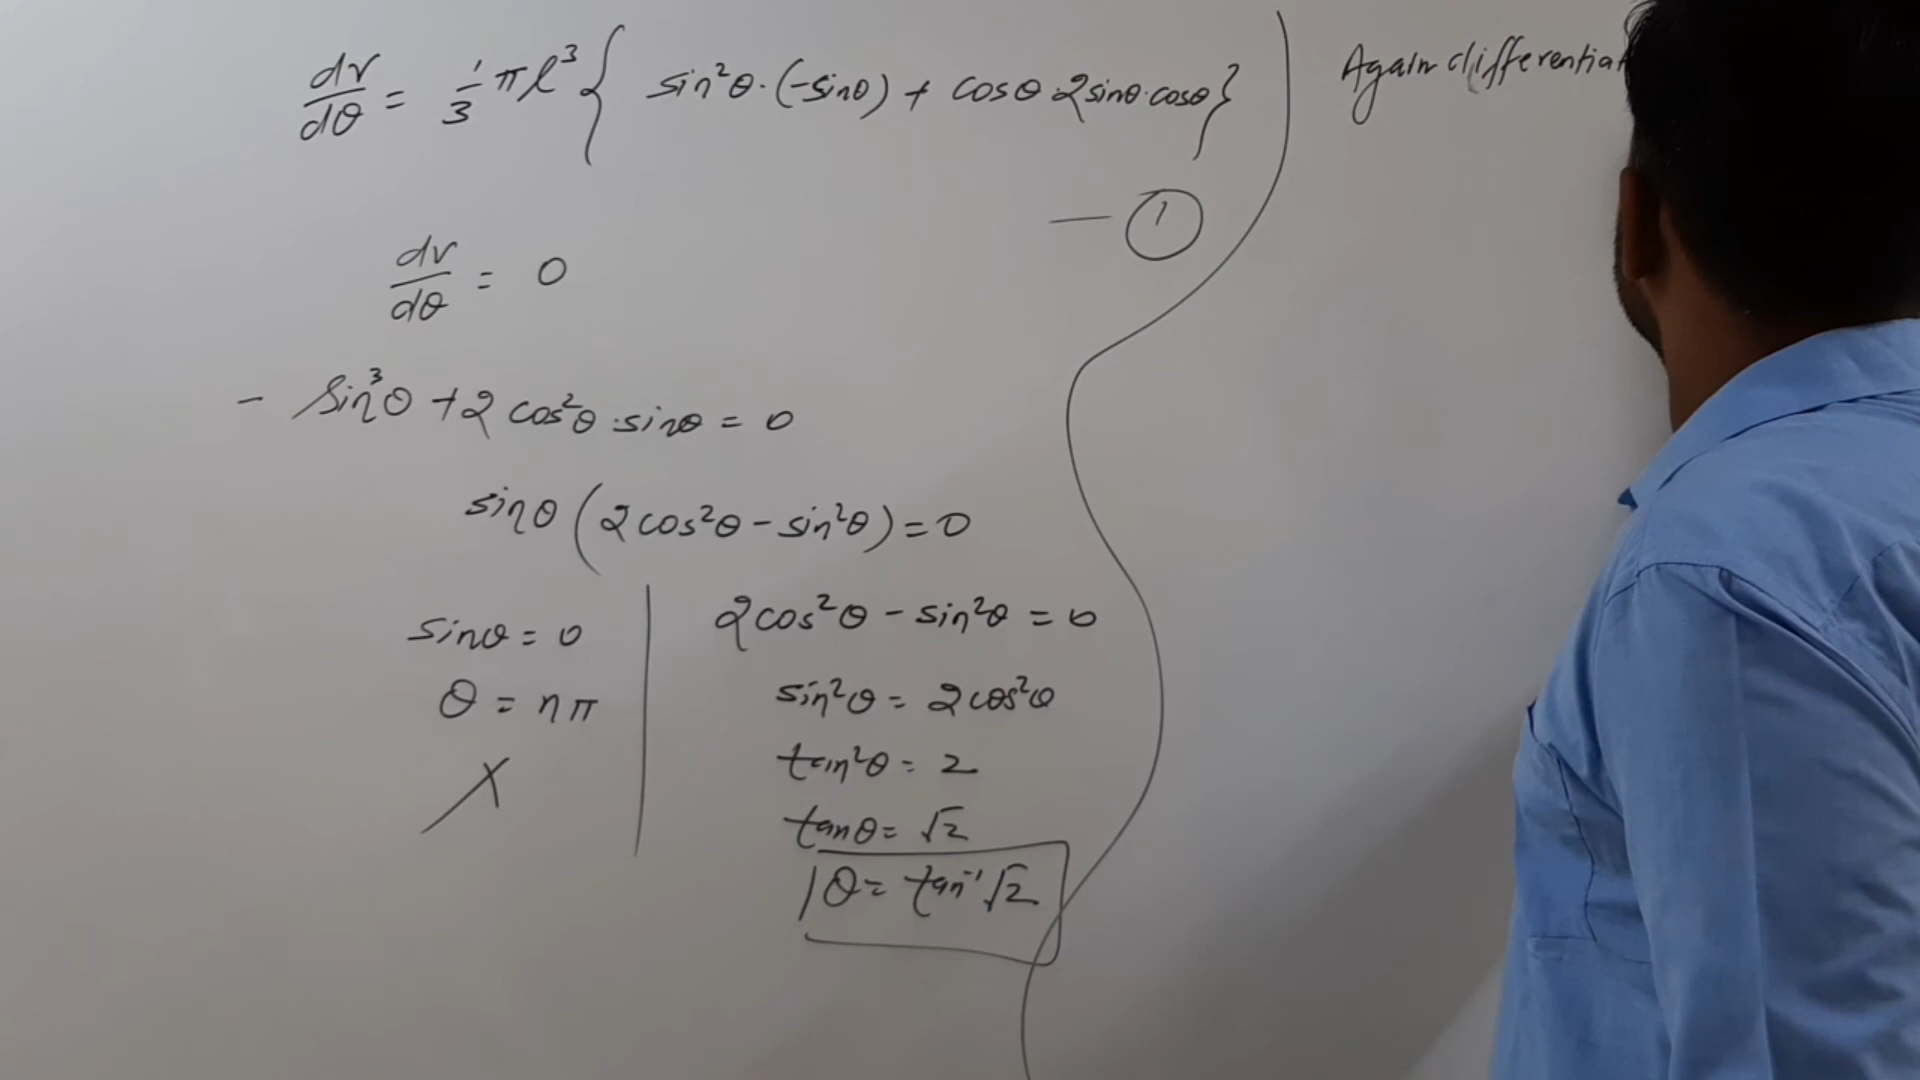 dv/dθ = 1/3 πl³ { sin²θ·(-sinθ) + cosθ·2sinθ·cosθ }
— ①
dv/dθ = 0
- sin³θ + 2 cos²θ·sinθ = 0
sinθ (2cos²θ - sin²θ) = 0
sinθ = 0
θ = nπ
X
2cos²θ - sin²θ = 0
sin²θ = 2cos²θ
tan²θ = 2
tanθ = √2
θ = tan⁻¹√2
Again differentiat